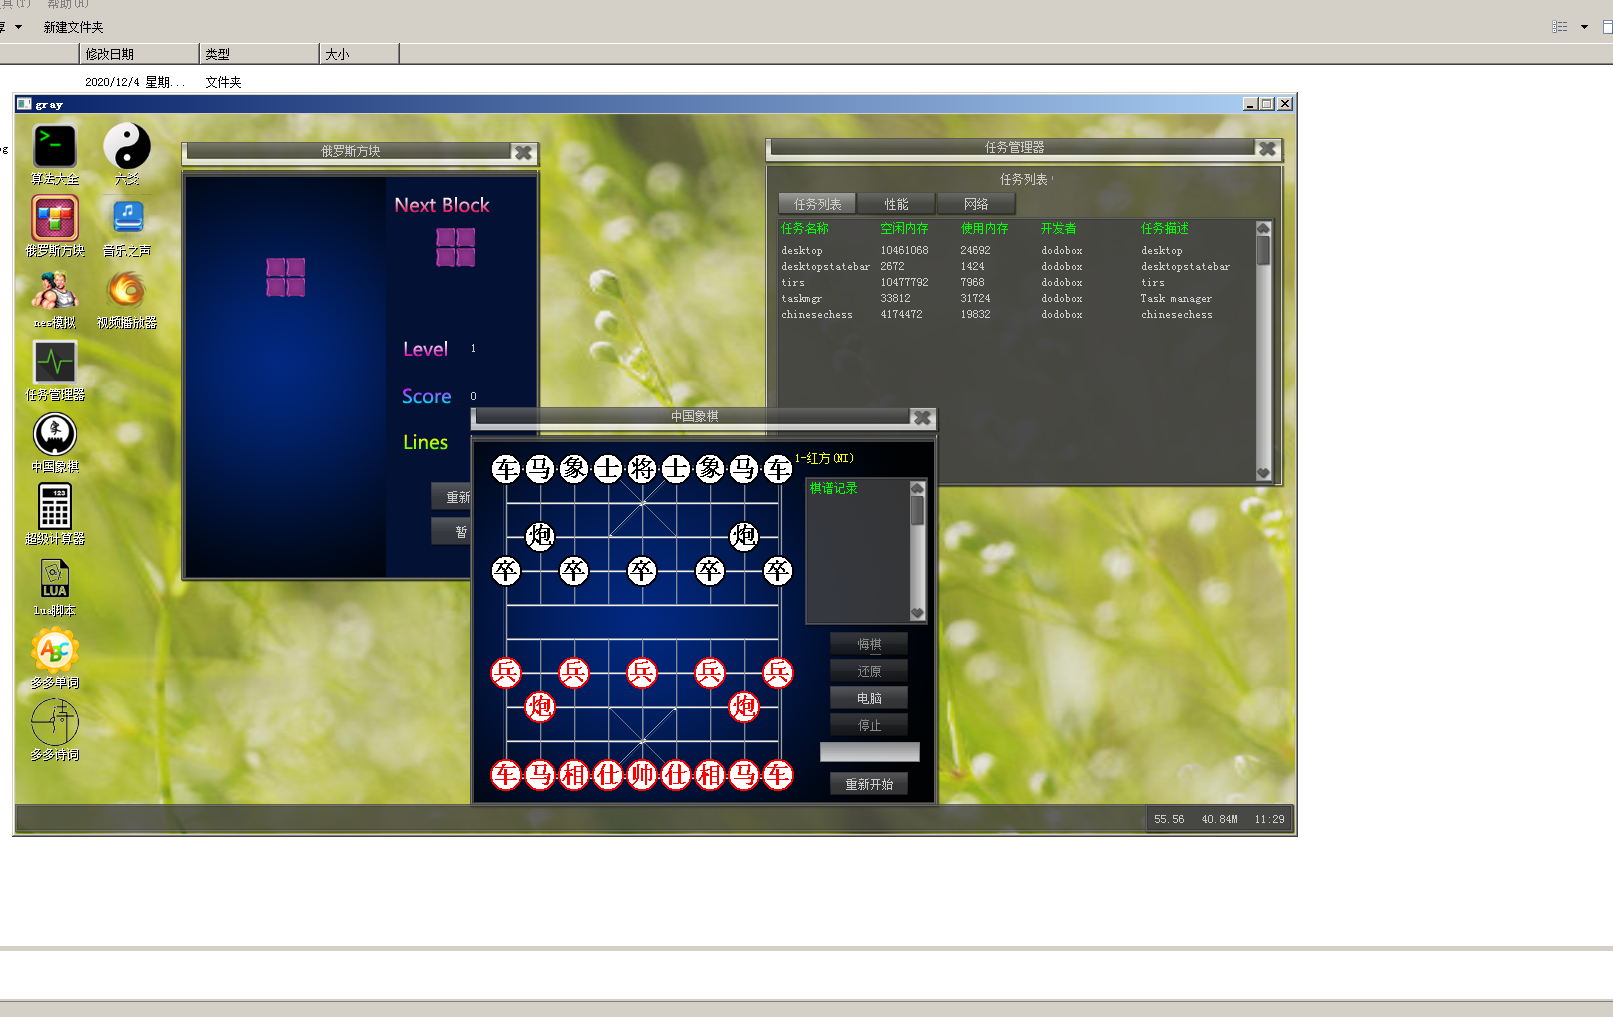 具(T) 帮助(H)
享 新建文件夹
修改日期 类型 大小
2020/12/4 星期... 文件夹
gray
算法大全
六爻
俄罗斯方块
音乐之声
nes模拟
视频播放器
任务管理器
中国象棋
超级计算器
LUA
lua脚本
ABC
多多单词
多多诗词
俄罗斯方块
Next Block
Level 1
Score 0
Lines
重新
暂
任务管理器
任务列表
任务列表 性能 网络
任务名称 空闲内存 使用内存 开发者 任务描述
desktop 10461068 24692 dodobox desktop
desktopstatebar 2672 1424 dodobox desktopstatebar
tirs 10477792 7968 dodobox tirs
taskmgr 33812 31724 dodobox Task manager
chinesechess 4174472 19832 dodobox chinesechess
中国象棋
车 马 象 士 将 士 象 马 车
炮 炮
卒 卒 卒 卒 卒
兵 兵 兵 兵 兵
炮 炮
车 马 相 仕 帅 仕 相 马 车
1-红方(NI)
棋谱记录
悔棋
还原
电脑
停止
重新开始
55.56 40.84M 11:29